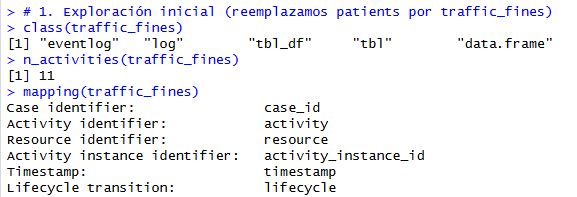 > # 1. Exploración inicial (reemplazamos patients por traffic_fines)
> class(traffic_fines)
[1] "eventlog"   "log"        "tbl_df"     "tbl"        "data.frame"
> n_activities(traffic_fines)
[1] 11
> mapping(traffic_fines)
Case identifier:		case_id
Activity identifier:		activity
Resource identifier:		resource
Activity instance identifier:	activity_instance_id
Timestamp:			timestamp
Lifecycle transition:		lifecycle